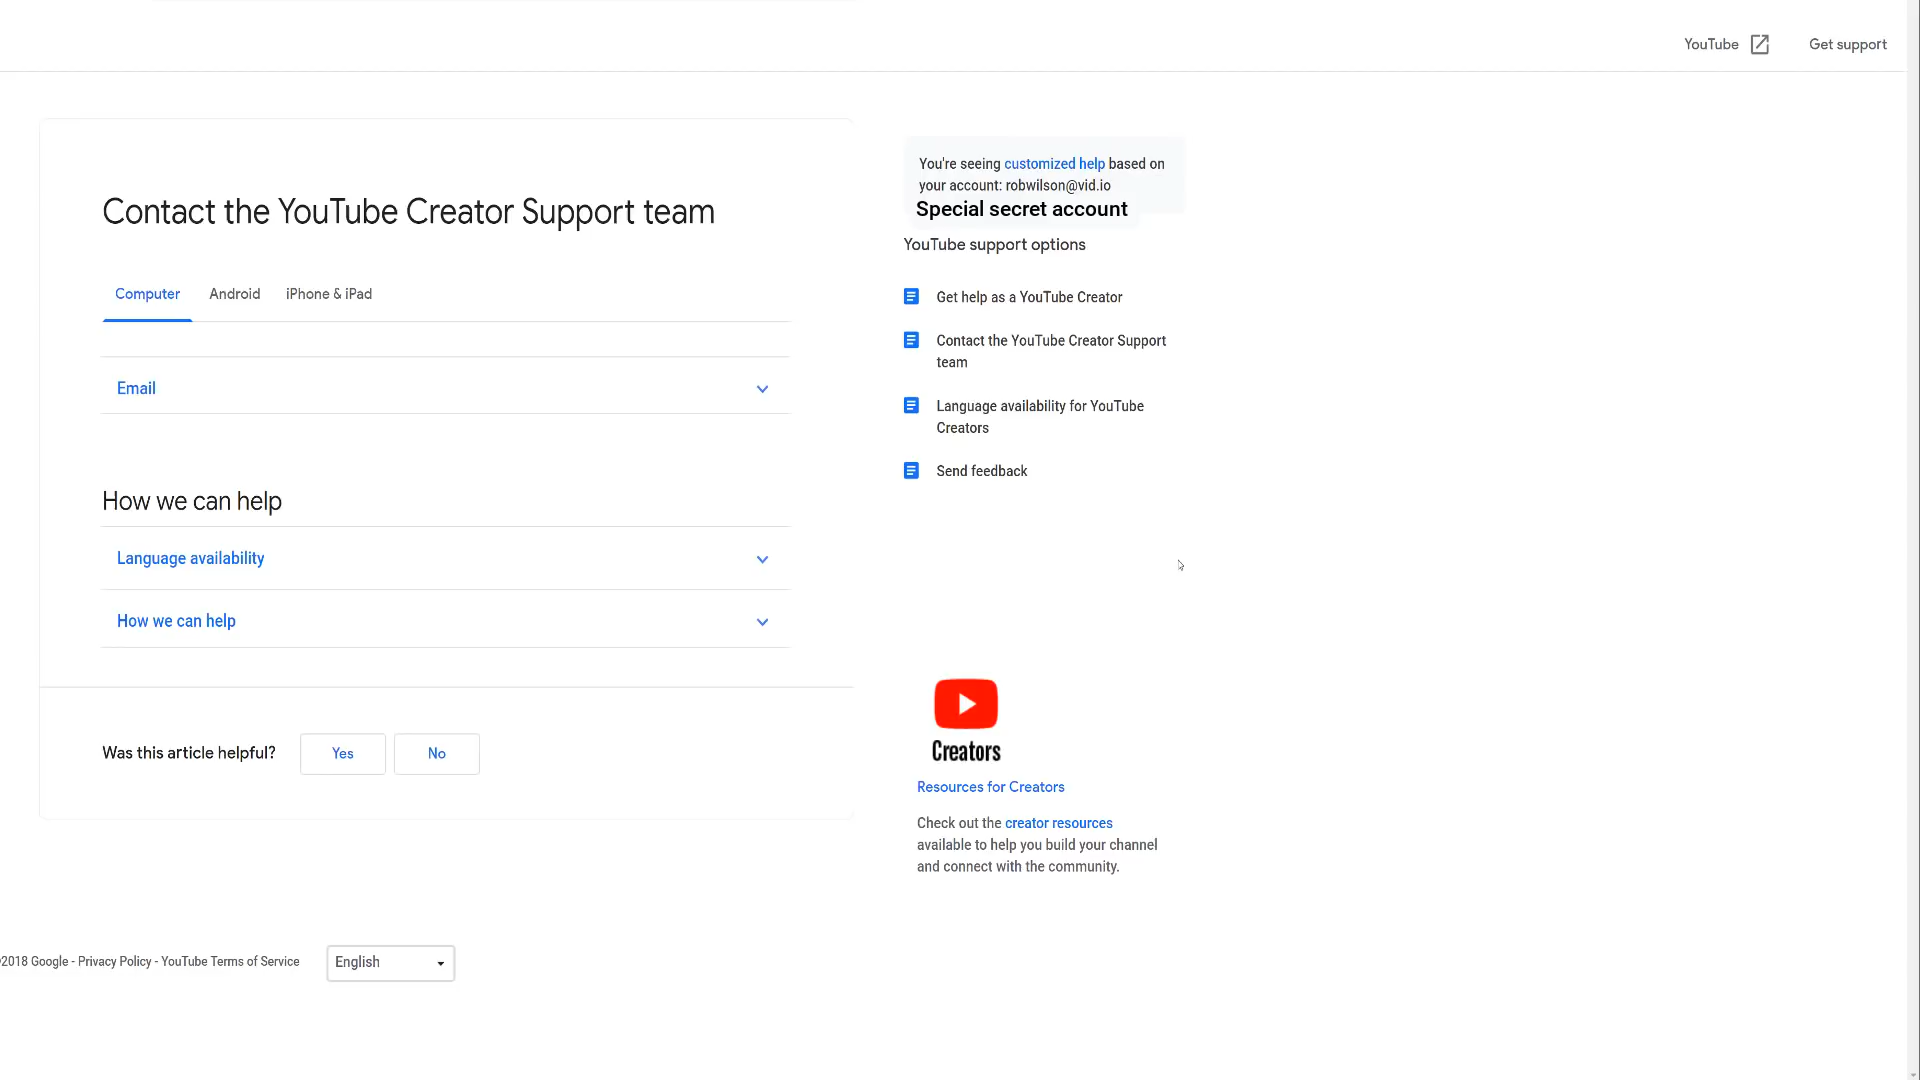 YouTube Get support
Contact the YouTube Creator Support team
Computer Android iPhone & iPad
Email
How we can help
Language availability
How we can help
Was this article helpful? Yes No
You're seeing customized help based on
your account: robwilson@vid.io
Special secret account
YouTube support options
Get help as a YouTube Creator
Contact the YouTube Creator Support
team
Language availability for YouTube
Creators
Send feedback
Creators
Resources for Creators
Check out the creator resources
available to help you build your channel
and connect with the community.
2018 Google - Privacy Policy - YouTube Terms of Service English